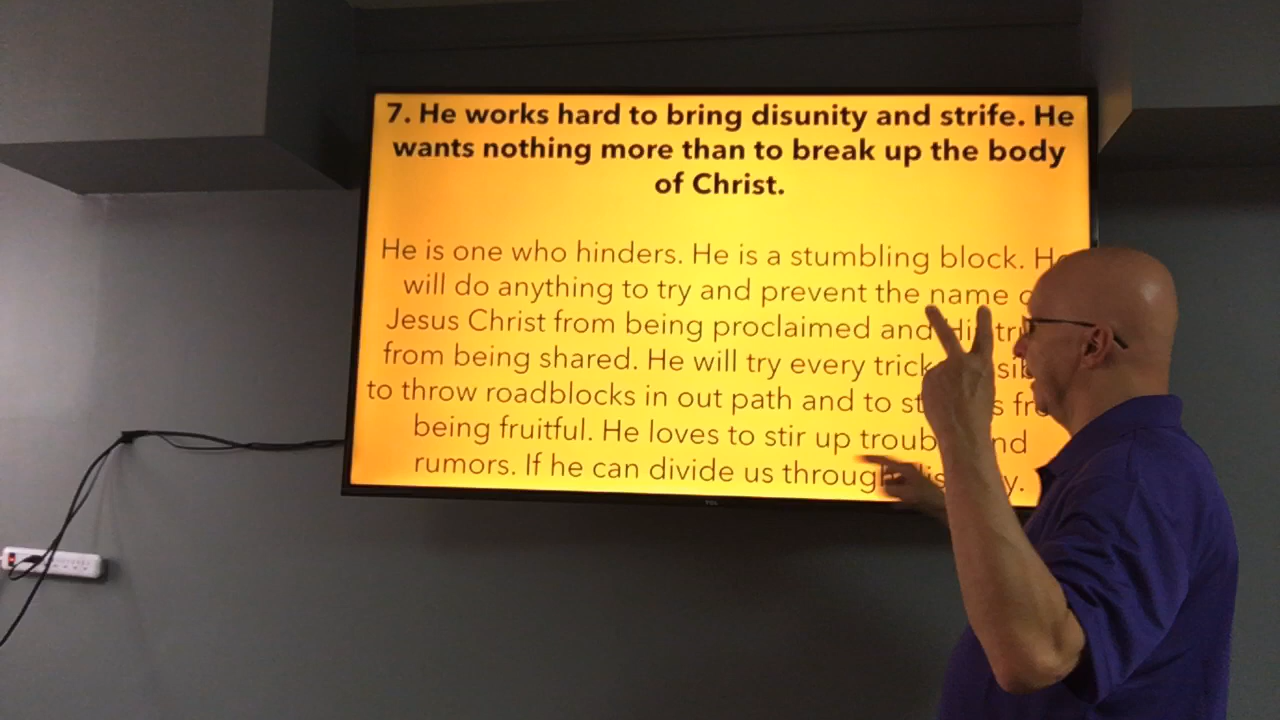 7. He works hard to bring disunity and strife. He
wants nothing more than to break up the body
of Christ.
He is one who hinders. He is a stumbling block. He
will do anything to try and prevent the name
Jesus Christ from being proclaimed and
from being shared. He will try every trick
to throw roadblocks in out path and to
being fruitful. He loves to stir up
rumors. If he can divide us through
TCL